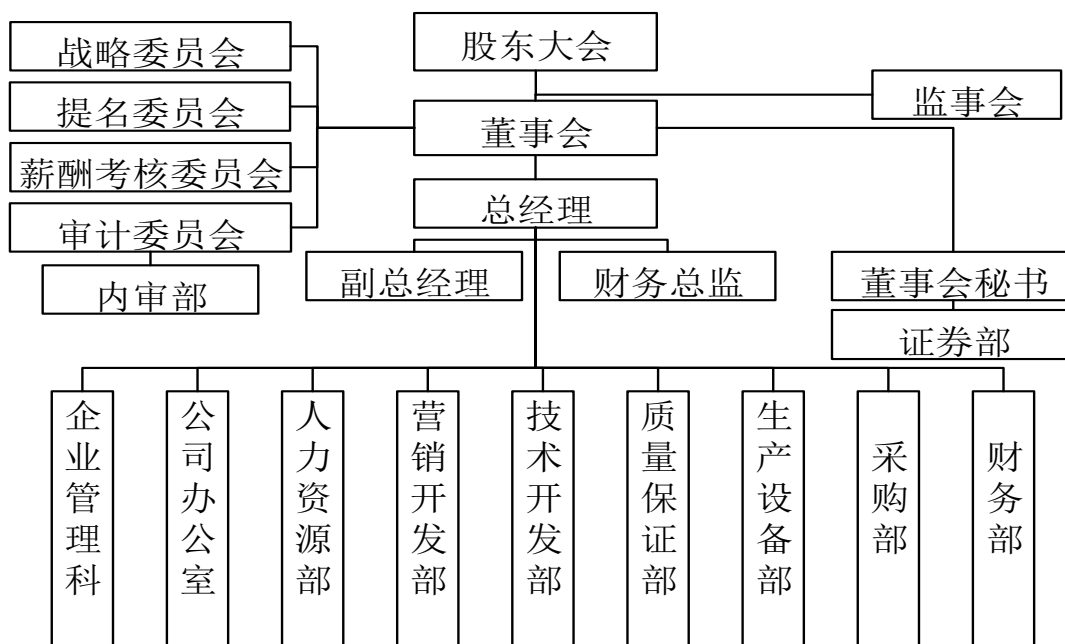 战略委员会
股东大会
提名委员会
监事会
董事会
薪酬考核委员会
总经理
审计委员会
内审部
副总经理
财务总监
董事会秘书
证券部
企业管理科
公司办公室
人力资源部
营销开发部
技术开发部
质量保证部
生产设备部
采购部
财务部